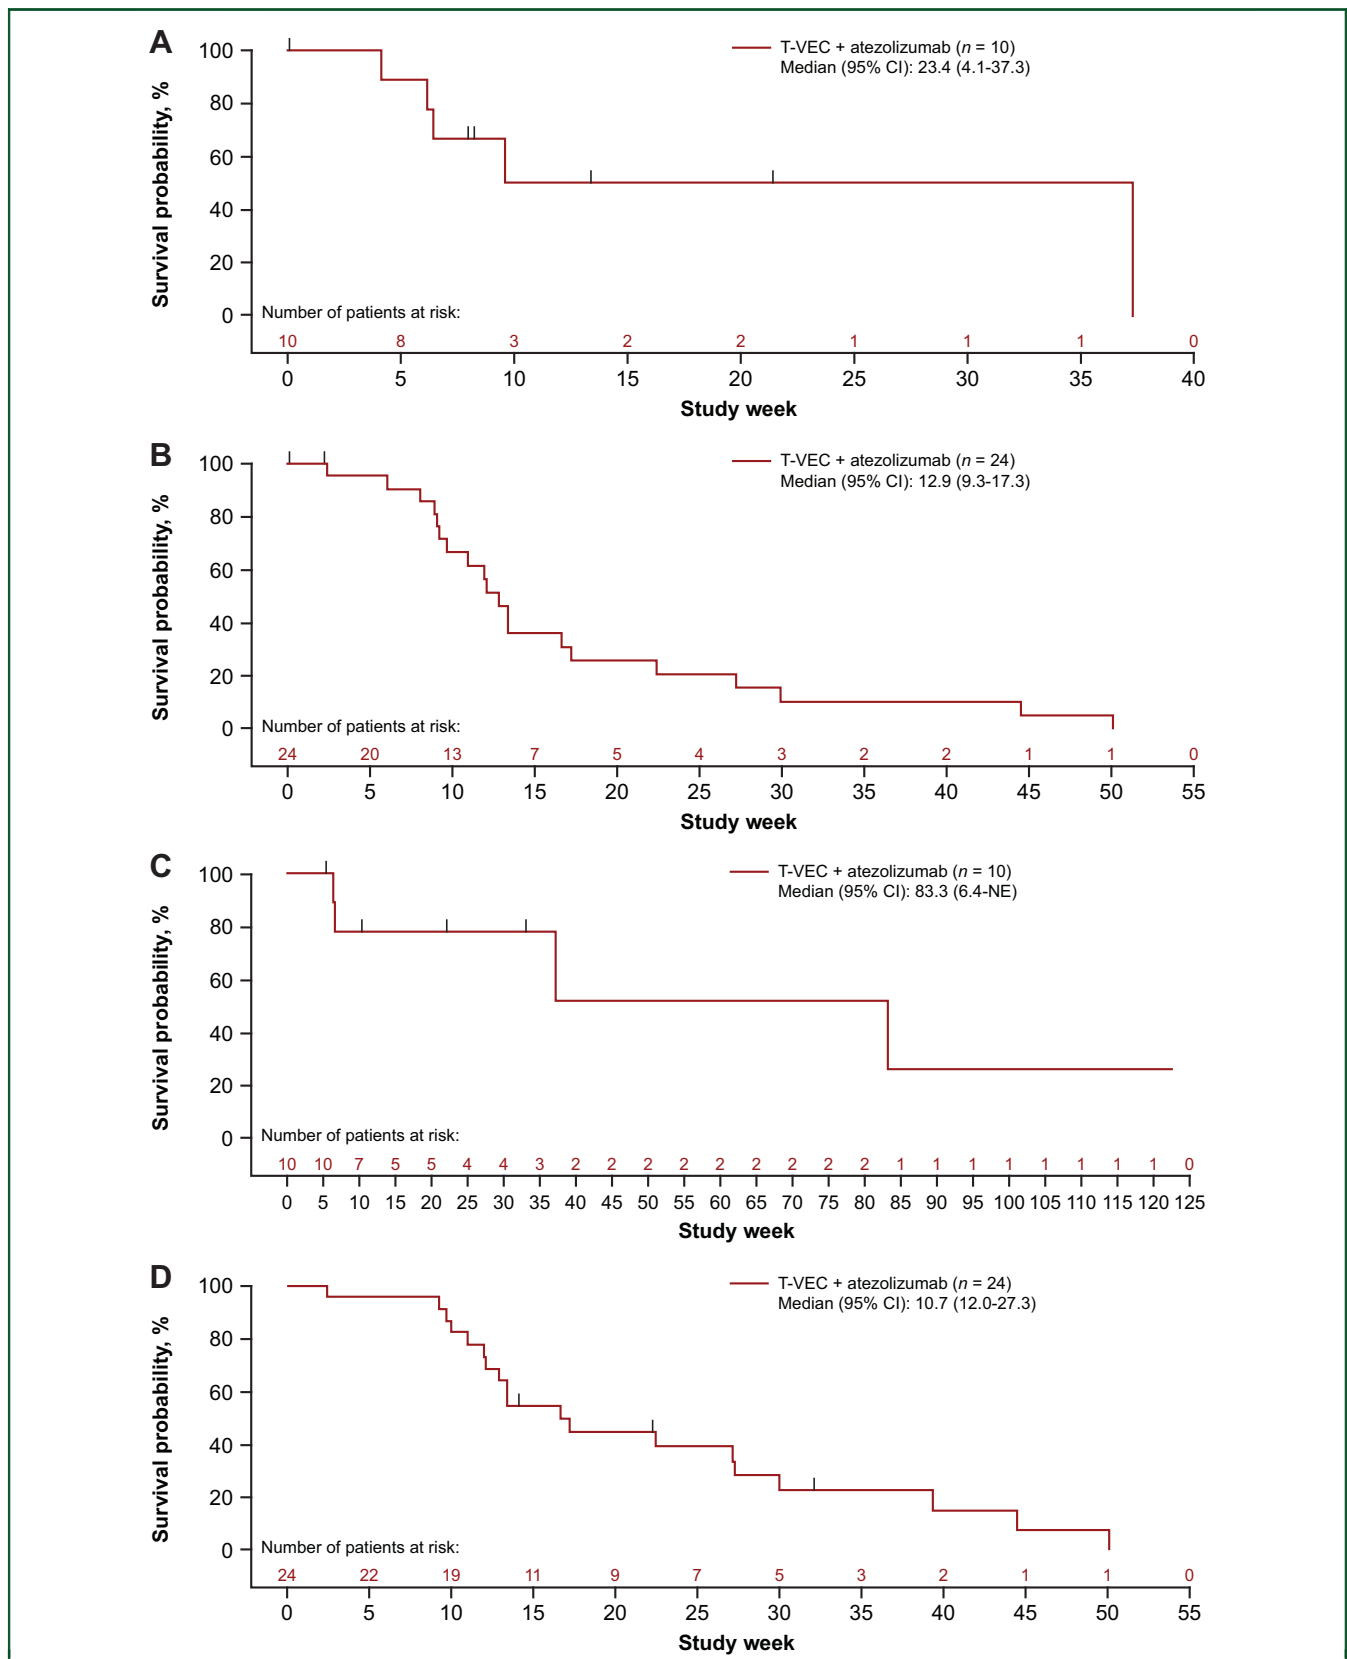 A
T-VEC + atezolizumab (n = 10)
Median (95% CI): 23.4 (4.1-37.3)
Survival probability, %
100
80
60
40
20
0
Number of patients at risk:
10 8 3 2 2 1 1 1 0
0 5 10 15 20 25 30 35 40
Study week
B
T-VEC + atezolizumab (n = 24)
Median (95% CI): 12.9 (9.3-17.3)
Survival probability, %
100
80
60
40
20
0
Number of patients at risk:
24 20 13 7 5 4 3 2 2 1 1 0
0 5 10 15 20 25 30 35 40 45 50 55
Study week
C
T-VEC + atezolizumab (n = 10)
Median (95% CI): 83.3 (6.4-NE)
Survival probability, %
100
80
60
40
20
0
Number of patients at risk:
10 10 7 5 5 4 4 3 2 2 2 2 2 2 2 2 2 1 1 1 1 1 1 1 1 0
0 5 10 15 20 25 30 35 40 45 50 55 60 65 70 75 80 85 90 95 100 105 110 115 120 125
Study week
D
T-VEC + atezolizumab (n = 24)
Median (95% CI): 10.7 (12.0-27.3)
Survival probability, %
100
80
60
40
20
0
Number of patients at risk:
24 22 19 11 9 7 5 3 2 1 1 0
0 5 10 15 20 25 30 35 40 45 50 55
Study week